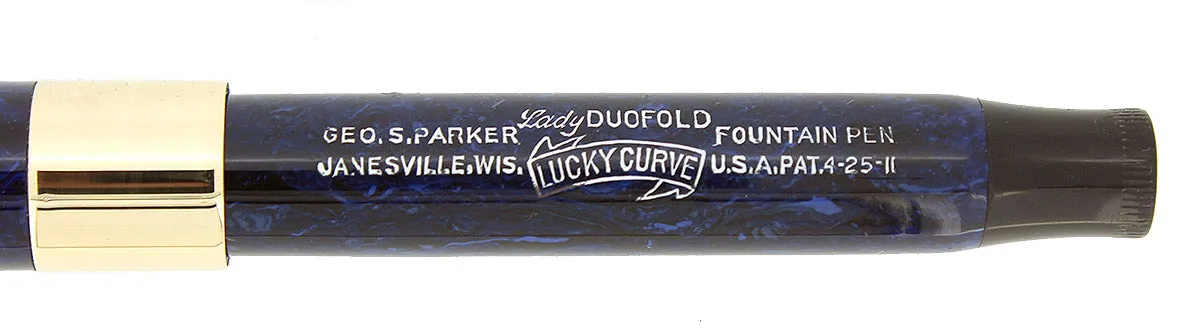 Lady DUOFOLD
GEO. S. PARKER FOUNTAIN PEN
JANESVILLE, WIS. LUCKY CURVE U.S.A. PAT. 4-25-11